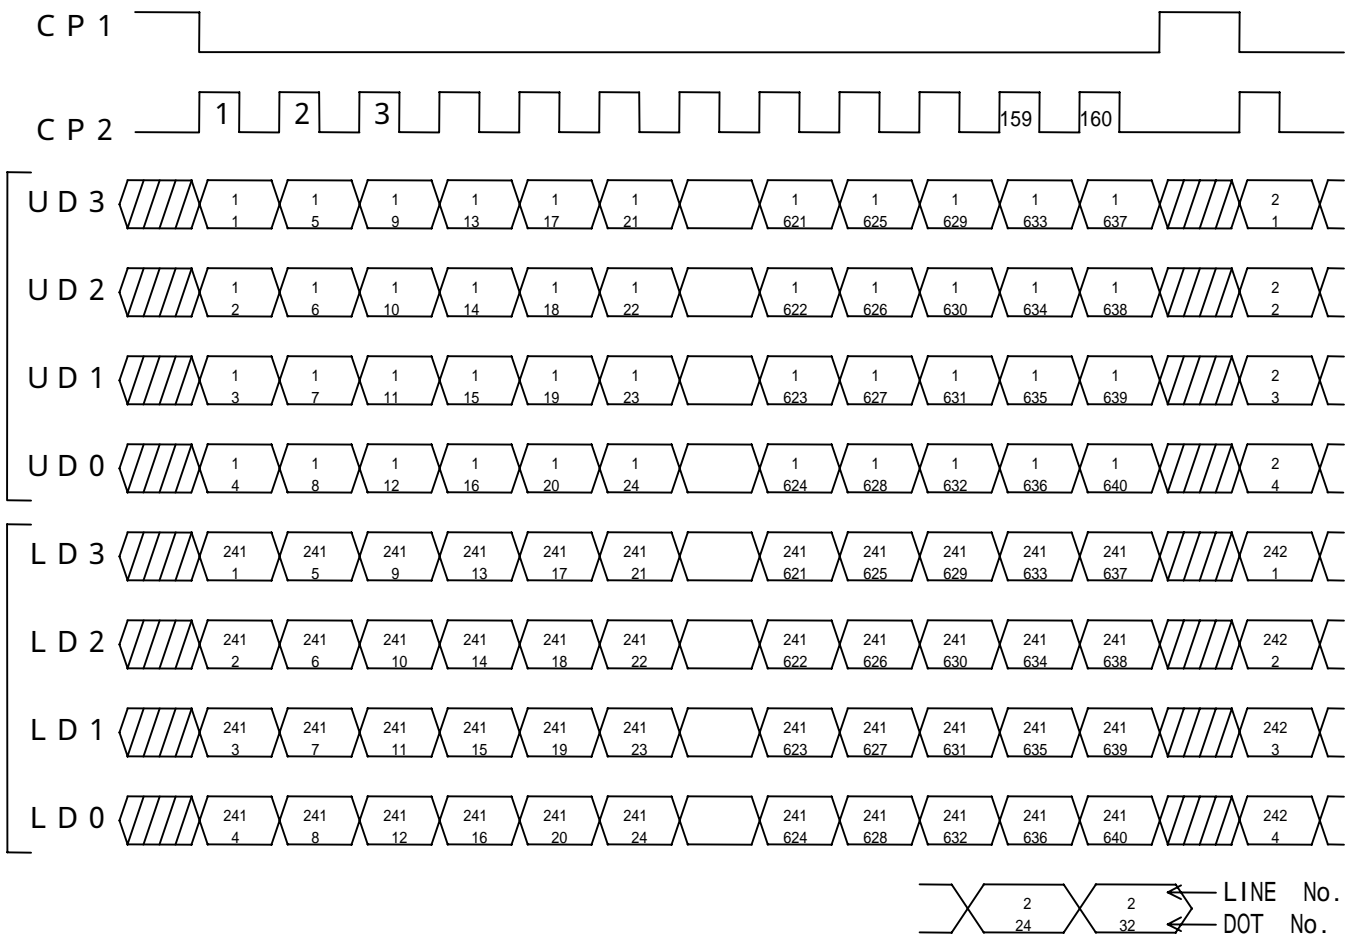 CP1
1 2 3 159 160
CP2
UD3
1 1 1 1 1 1 1 1 1 1 1 2
1 5 9 13 17 21 621 625 629 633 637 1
UD2
1 1 1 1 1 1 1 1 1 1 1 2
2 6 10 14 18 22 622 626 630 634 638 2
UD1
1 1 1 1 1 1 1 1 1 1 1 2
3 7 11 15 19 23 623 627 631 635 639 3
UD0
1 1 1 1 1 1 1 1 1 1 1 2
4 8 12 16 20 24 624 628 632 636 640 4
LD3
241 241 241 241 241 241 241 241 241 241 241 242
1 5 9 13 17 21 621 625 629 633 637 1
LD2
241 241 241 241 241 241 241 241 241 241 241 242
2 6 10 14 18 22 622 626 630 634 638 2
LD1
241 241 241 241 241 241 241 241 241 241 241 242
3 7 11 15 19 23 623 627 631 635 639 3
LD0
241 241 241 241 241 241 241 241 241 241 241 242
4 8 12 16 20 24 624 628 632 636 640 4
2 2 LINE No.
24 32 DOT No.